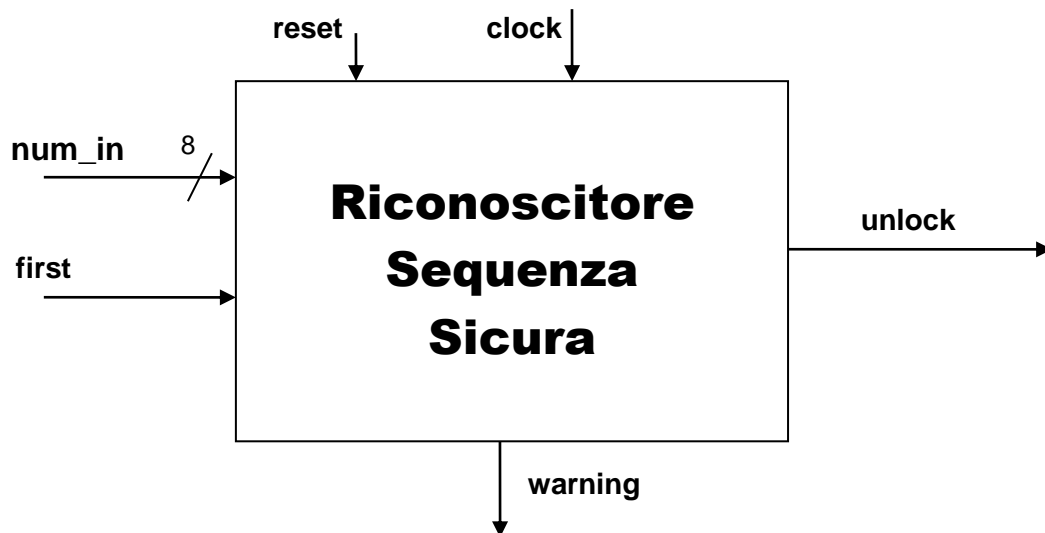 reset
clock
num_in
8
Riconoscitore
Sequenza
Sicura
unlock
first
warning